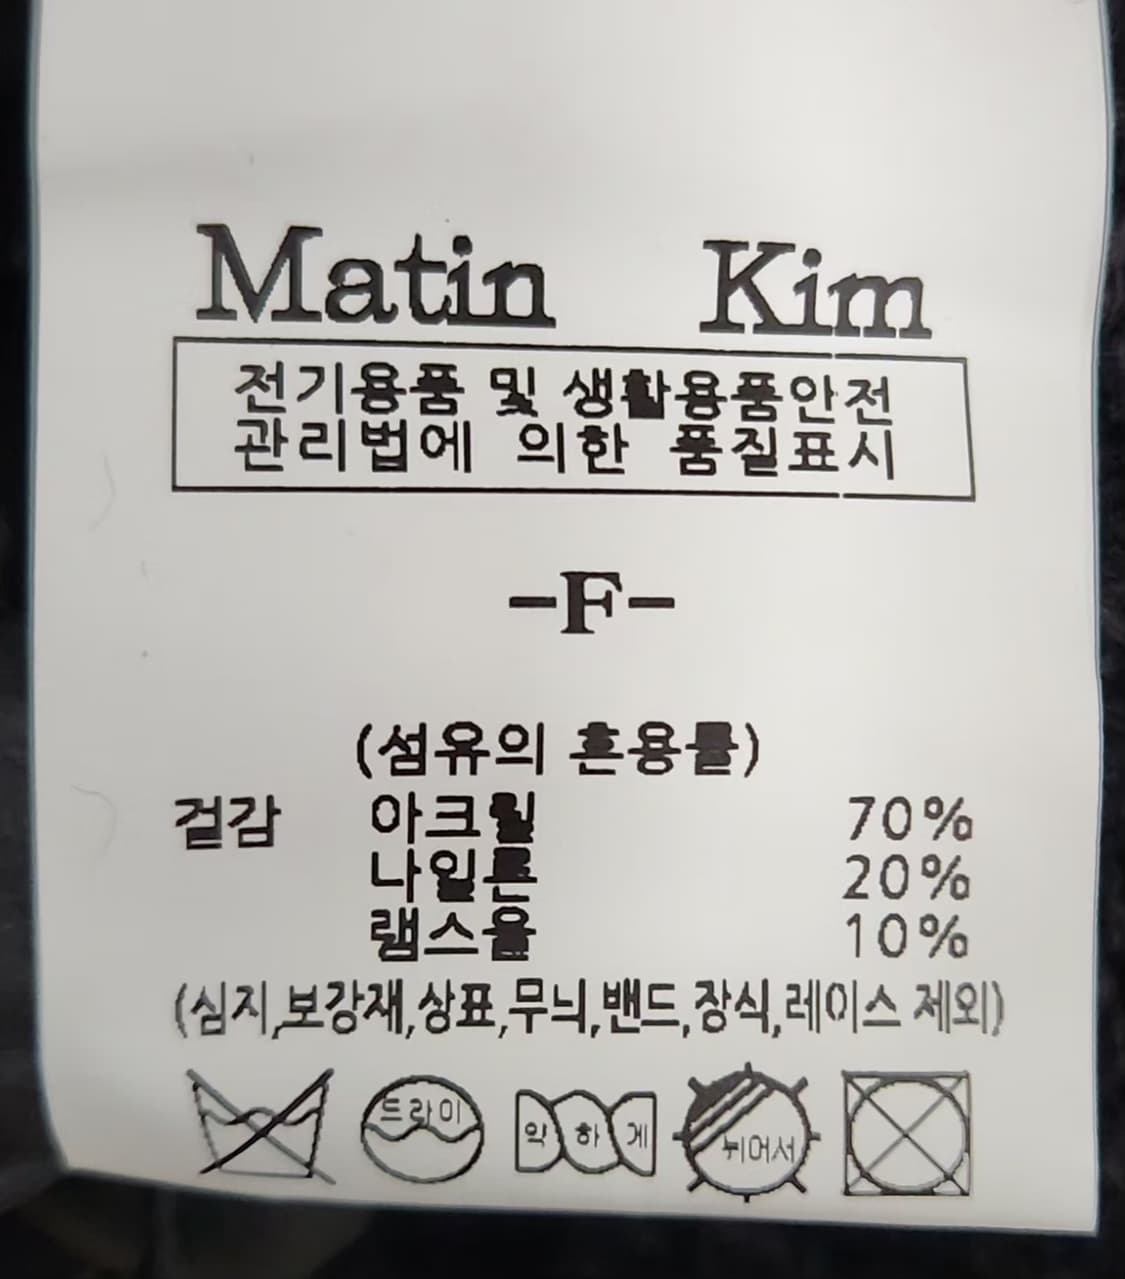 Matin Kim
전기용품 및 생활용품안전
관리법에 의한 품질표시
-F-
(섬유의 혼용률)
겉감 아크릴 70%
나일론 20%
램스울 10%
(심지,보강재,상표,무늬,밴드,장식,레이스 제외)
드라이 약하게 뉘어서